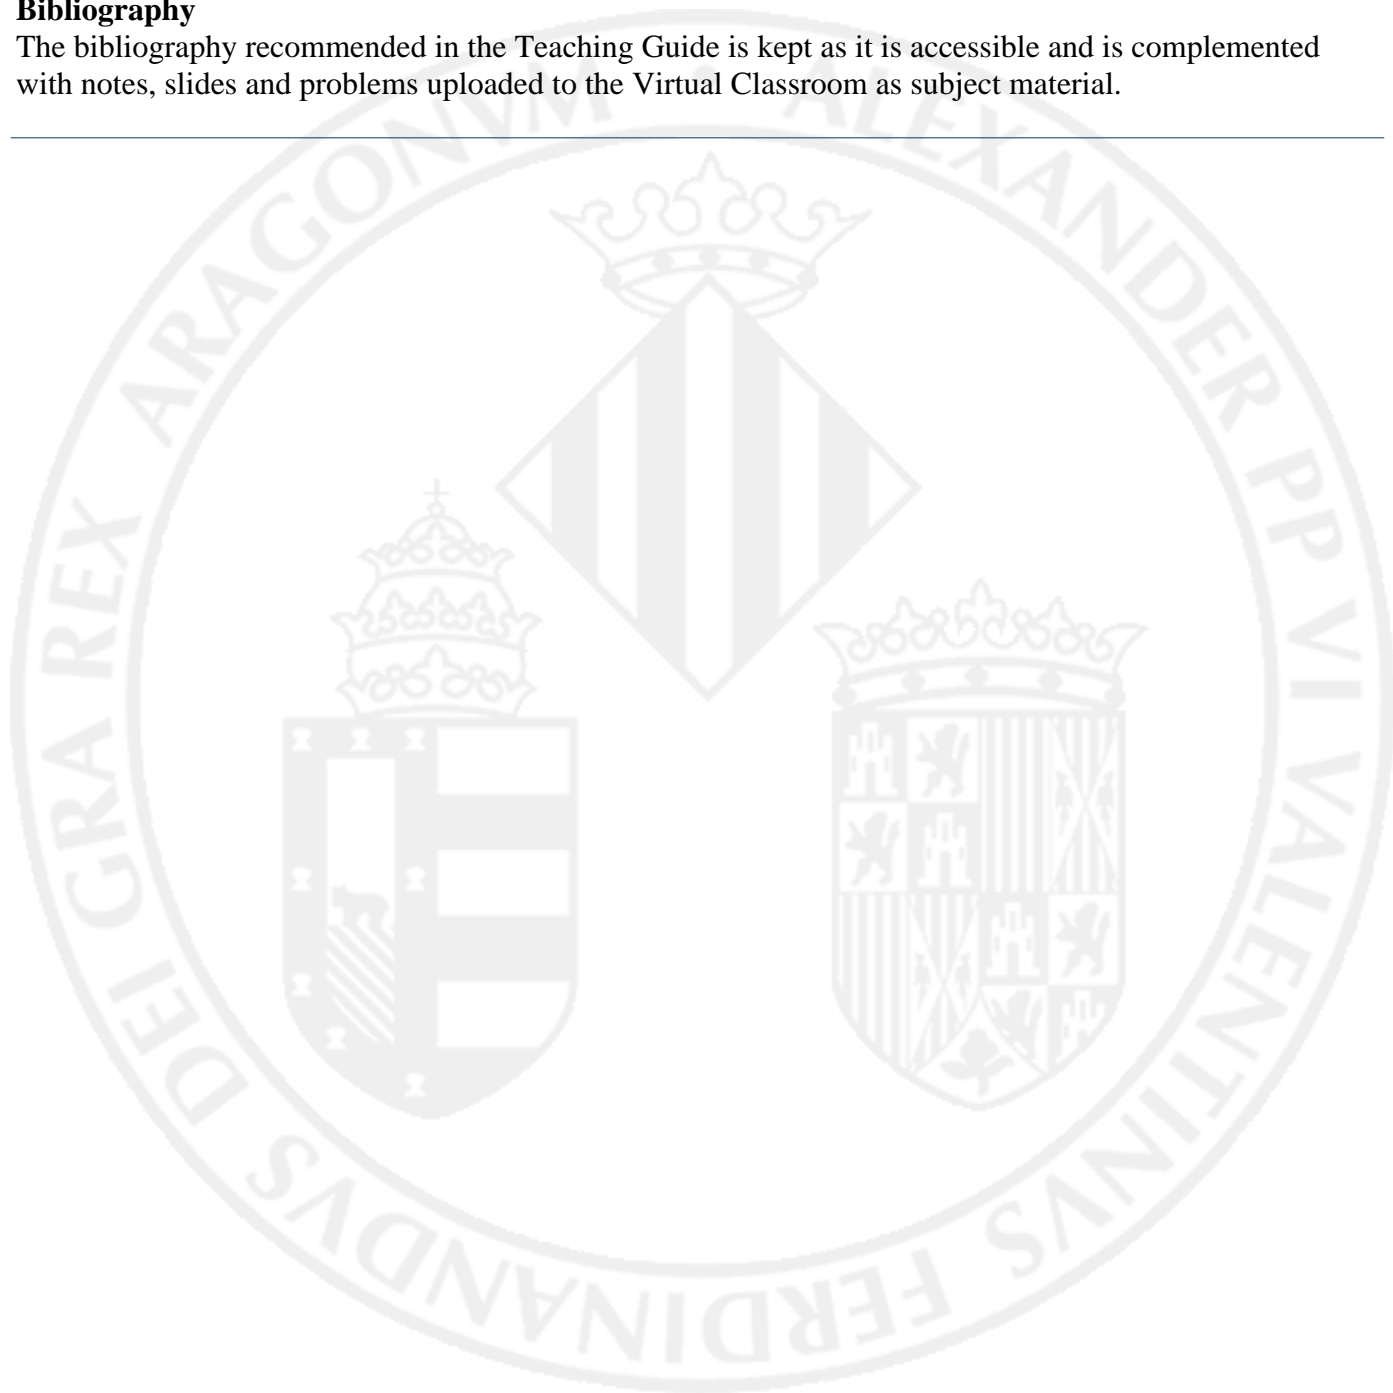 Bibliography
The bibliography recommended in the Teaching Guide is kept as it is accessible and is complemented
with notes, slides and problems uploaded to the Virtual Classroom as subject material.
ALEXANDER PP VI VALENTINVS FERDINANDVS DEI GRA REX ARAGONVM